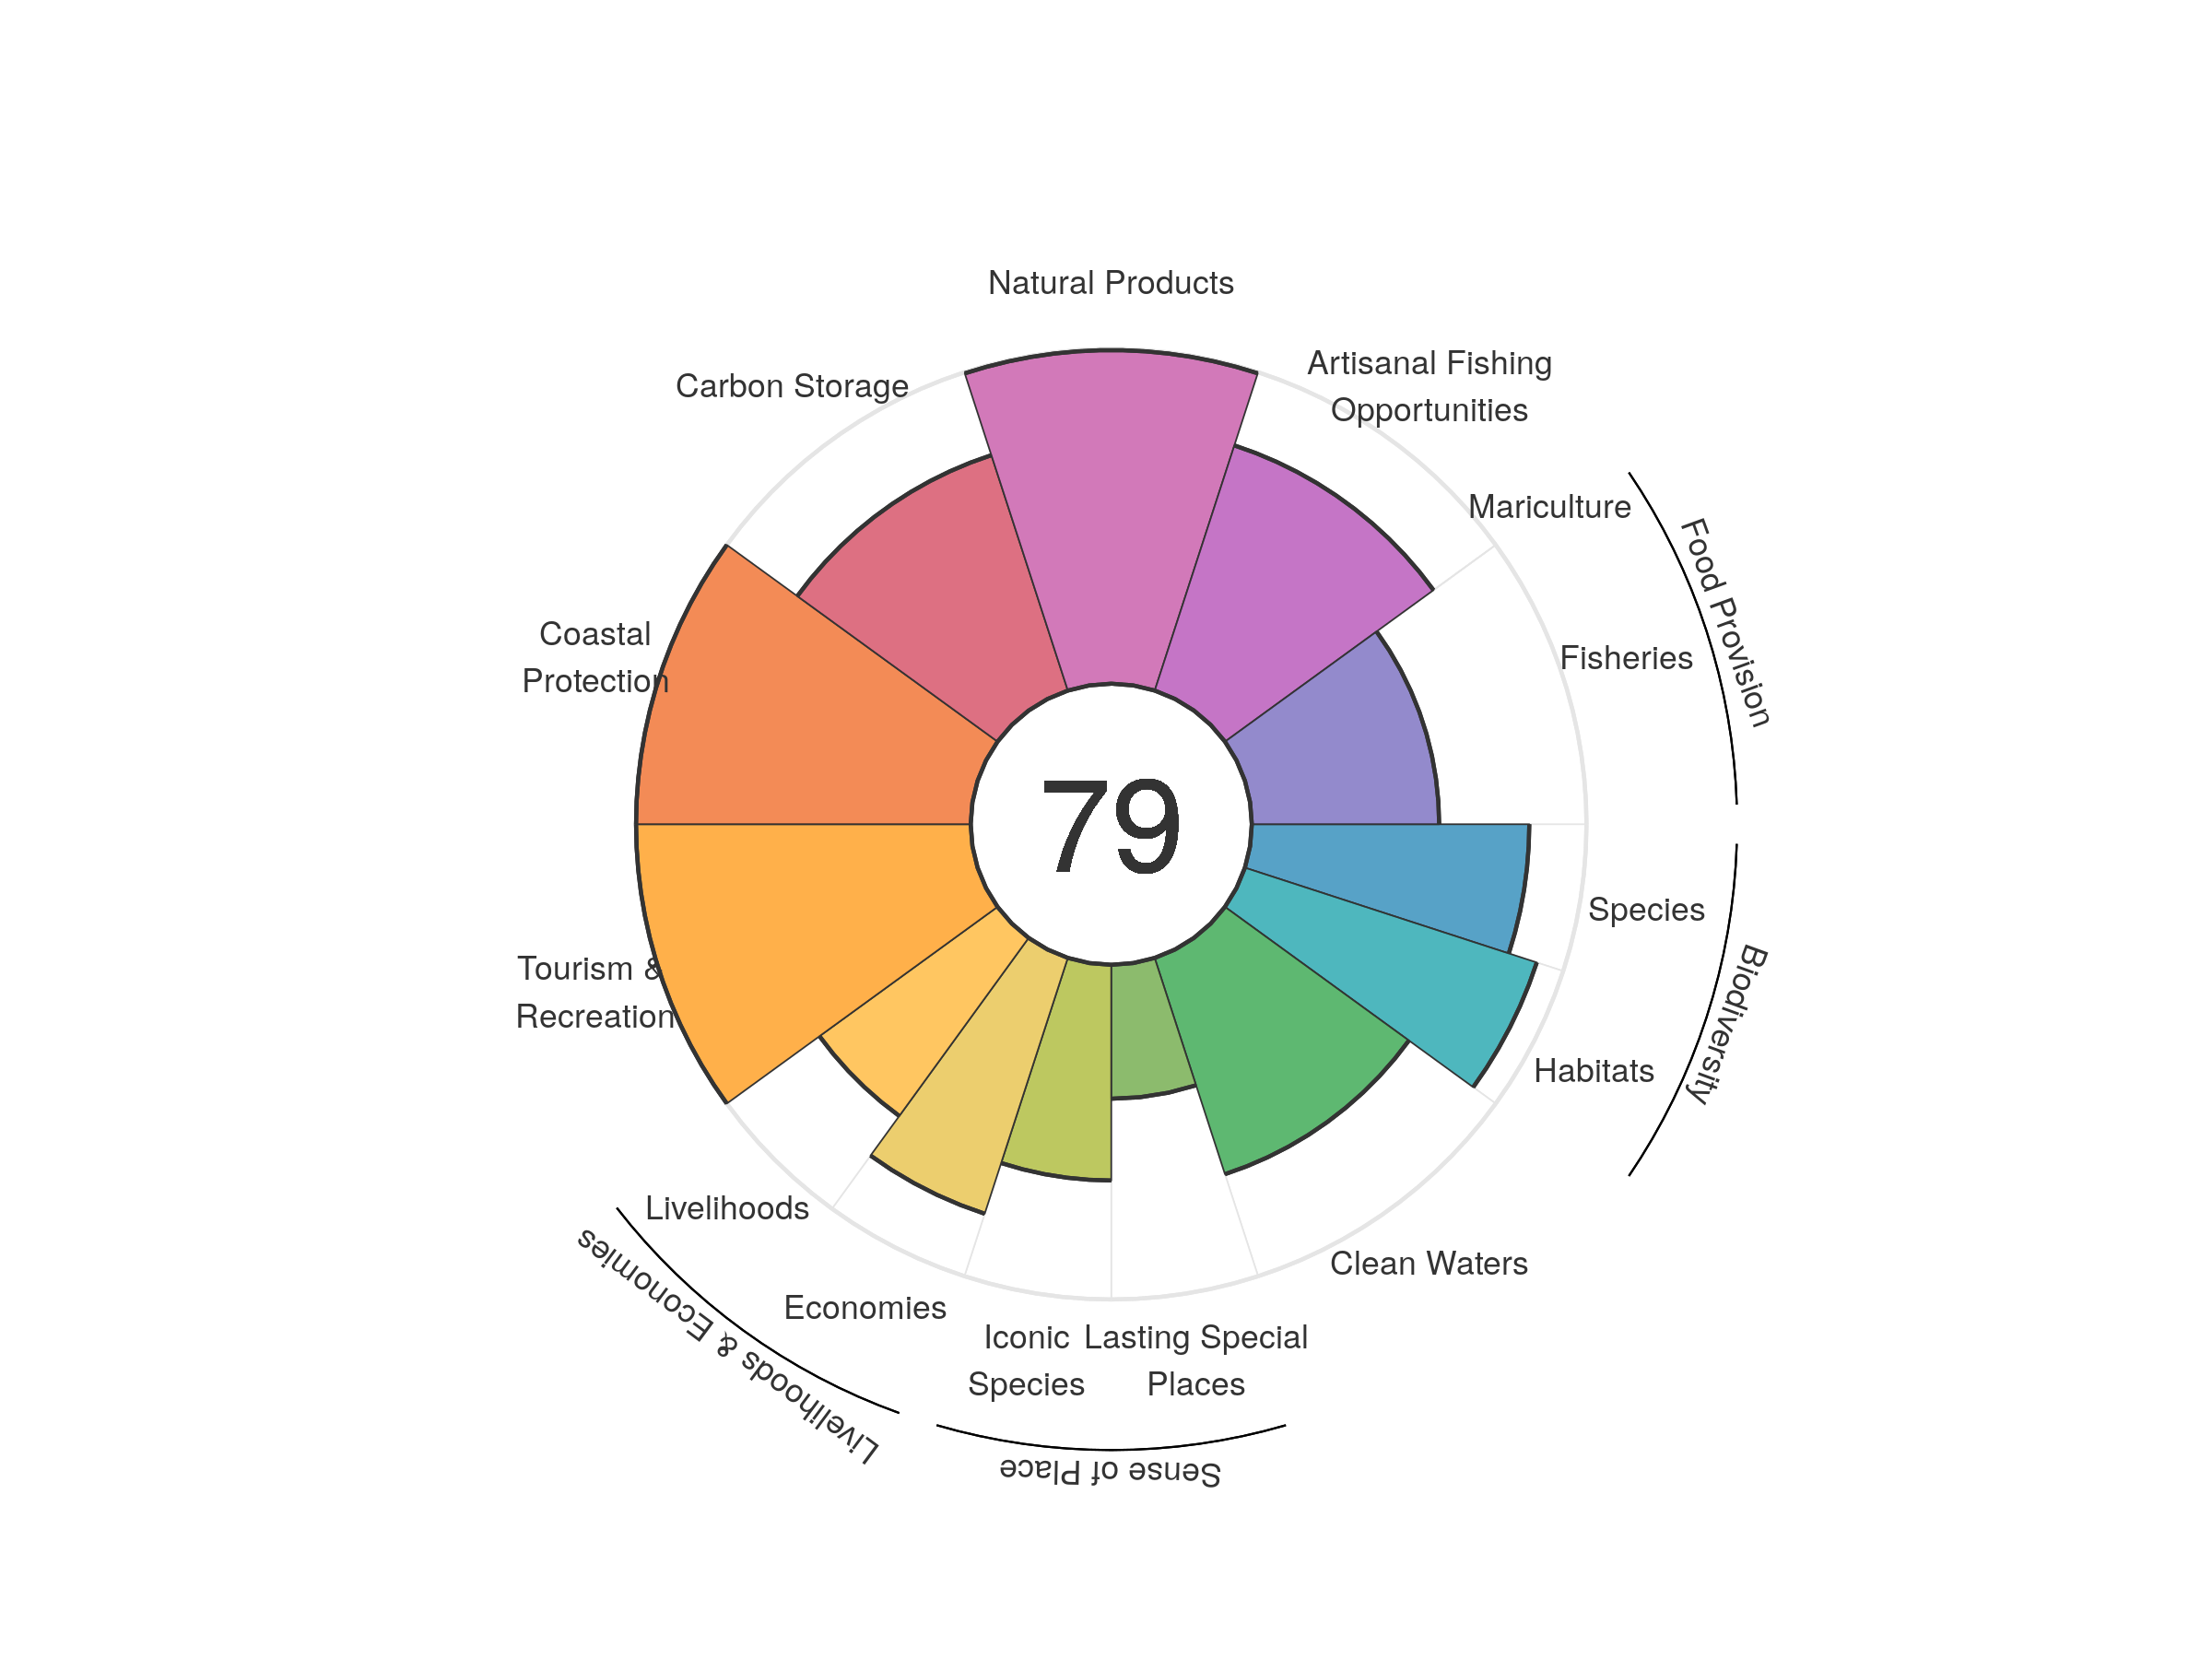 Natural Products
Artisanal Fishing
Opportunities
Carbon Storage
Mariculture
Food Provision
Fisheries
Coastal
Protection
79
Species
Biodiversity
Tourism &
Recreation
Habitats
Livelihoods
Clean Waters
Livelihoods & Economies
Economies
Iconic
Species
Lasting Special
Places
Sense of Place